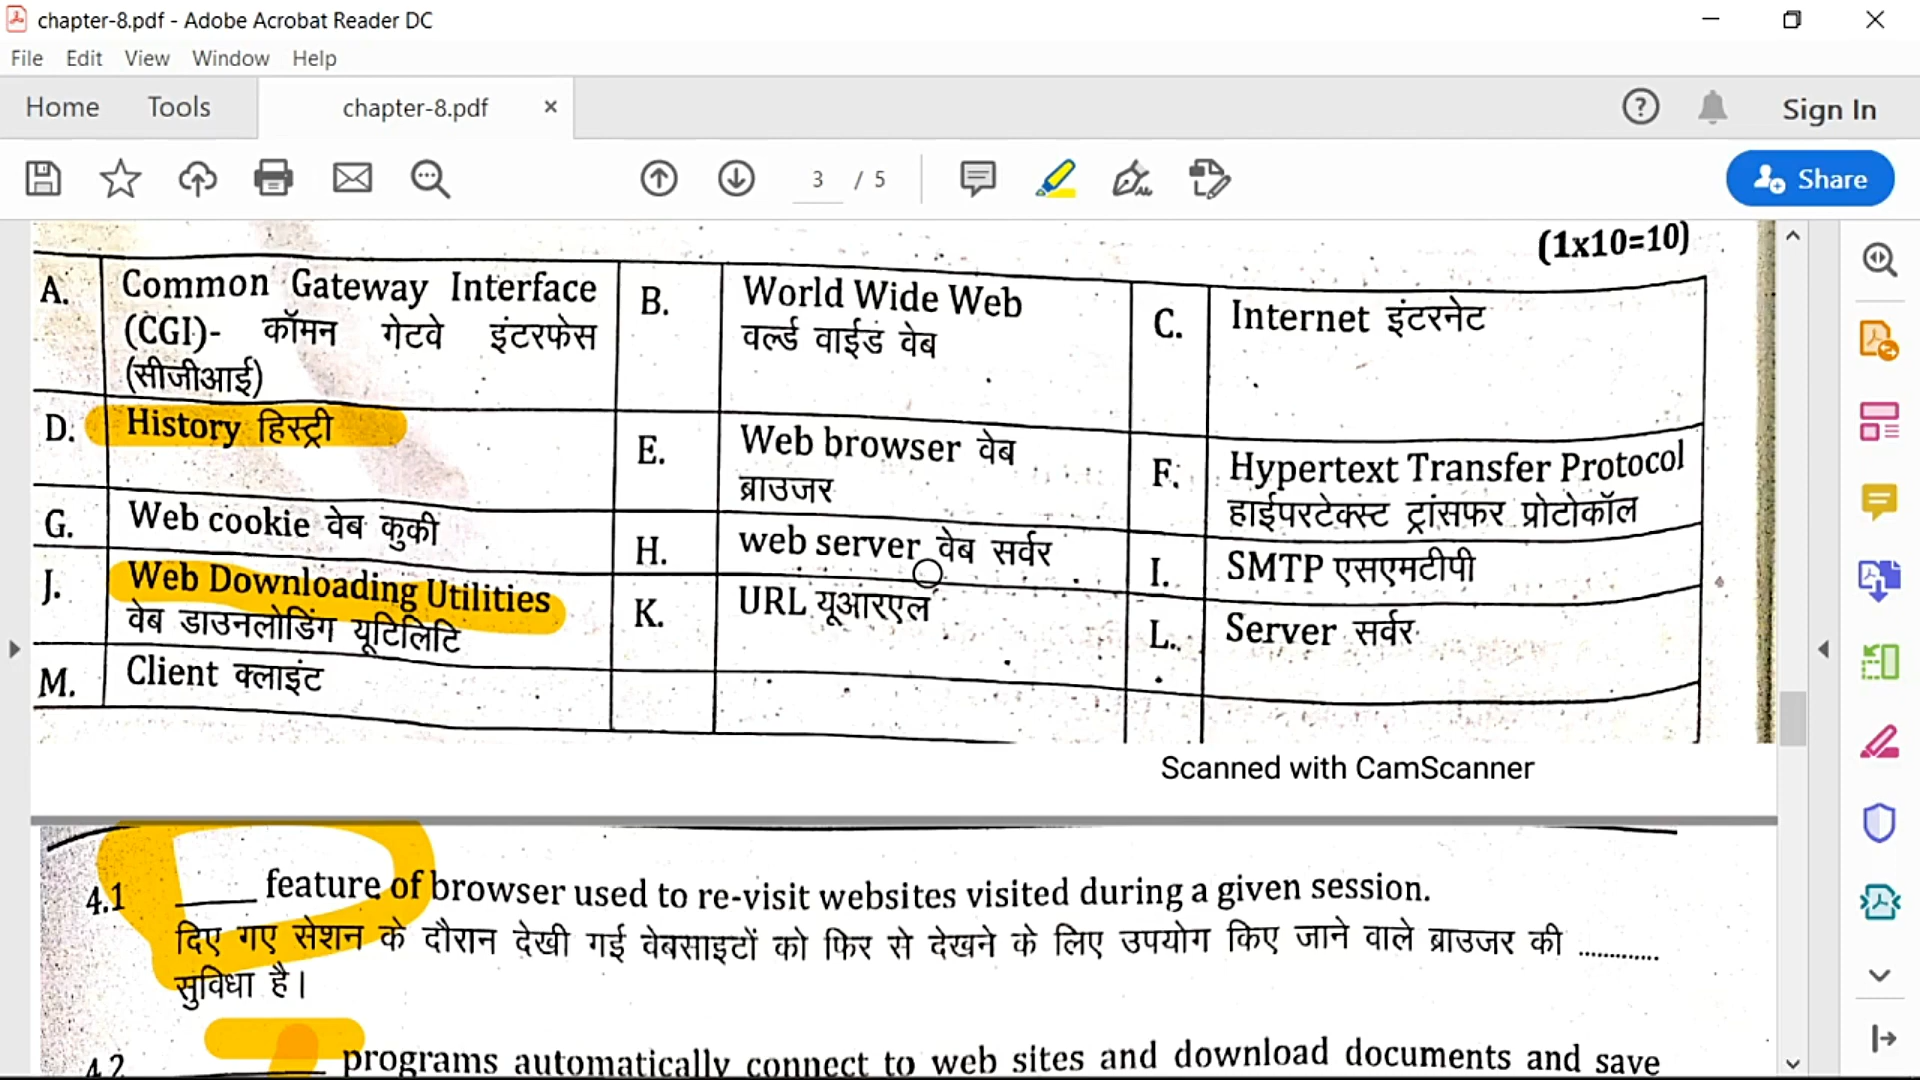 chapter-8.pdf - Adobe Acrobat Reader DC
File Edit View Window Help
Home Tools chapter-8.pdf × Sign In
3 / 5 Share
(1x10=10)
A. Common Gateway Interface (CGI)- कॉमन गेटवे इंटरफेस (सीजीआई)
B. World Wide Web वर्ल्ड वाईड वेब
C. Internet इंटरनेट
D. History हिस्ट्री
E. Web browser वेब ब्राउजर
F. Hypertext Transfer Protocol हाईपरटेक्स्ट ट्रांसफर प्रोटोकॉल
G. Web cookie वेब कुकी
H. web server वेब सर्वर
I. SMTP एसएमटीपी
J. Web Downloading Utilities वेब डाउनलोडिंग यूटिलिटि
K. URL यूआरएल
L. Server सर्वर
M. Client क्लाइंट
Scanned with CamScanner
4.1 ____ feature of browser used to re-visit websites visited during a given session.
दिए गए सेशन के दौरान देखी गई वेबसाइटों को फिर से देखने के लिए उपयोग किए जाने वाले ब्राउजर की .............
सुविधा है।
4.2 ____ programs automatically connect to web sites and download documents and save